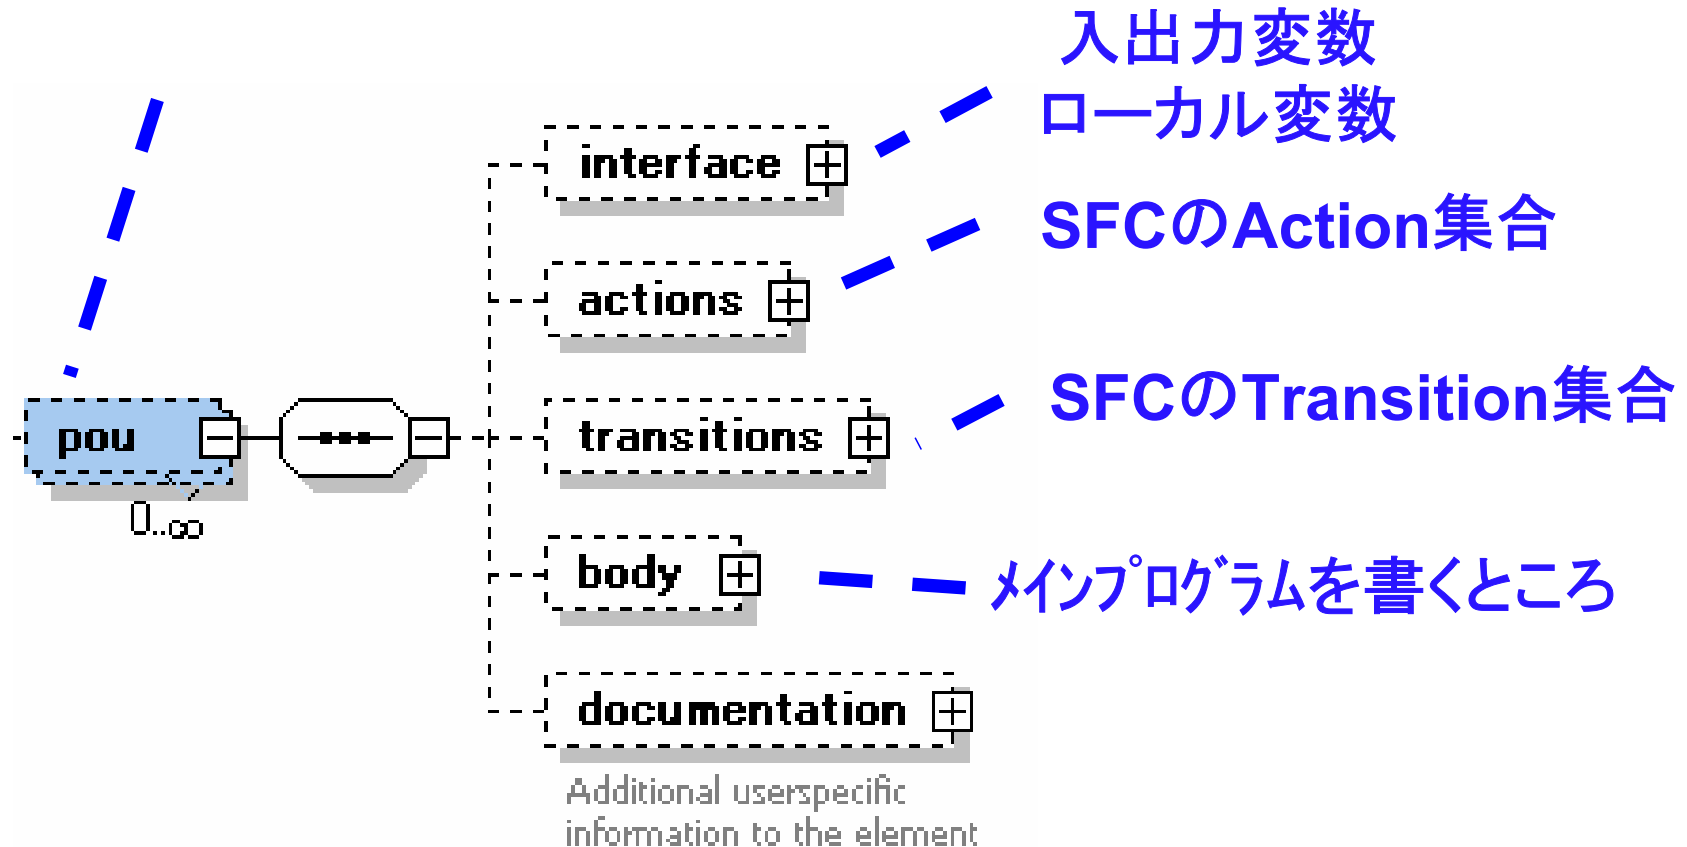 入出力変数
ローカル変数
interface
SFCのAction集合
actions
SFCのTransition集合
pou
transitions
0..∞
body
メインプログラムを書くところ
documentation
Additional userspecific
information to the element